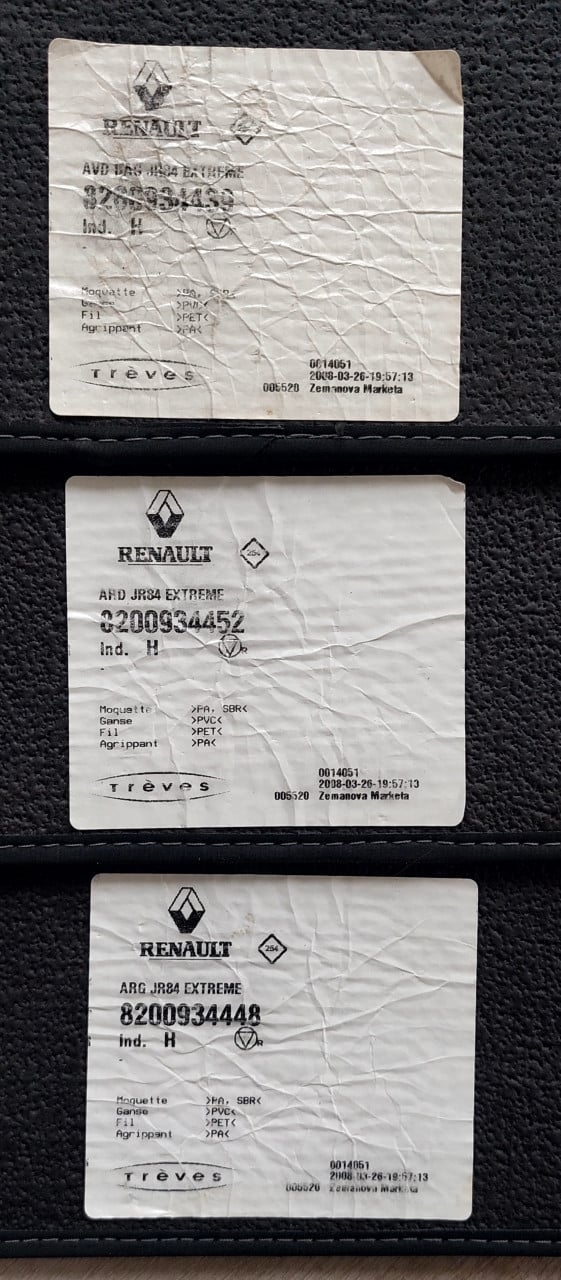 RENAULT
JR84 EXTREME
Ind. H
Moquette >PA, SBR<
Ganse >PVC<
Fil >PET<
Agrippant >PA<
Trèves
0014051
2008-03-26-19:57:13
005520 Zemanova Marketa
RENAULT
254
ARD JR84 EXTREME
8200934452
Ind. H
R
-
Moquette >PA, SBR<
Ganse >PVC<
Fil >PET<
Agrippant >PA<
Trèves
0014051
2008-03-26-19:57:13
005520 Zemanova Marketa
RENAULT
254
ARG JR84 EXTREME
8200934448
Ind. H
R
-
Moquette >PA, SBR<
Ganse >PVC<
Fil >PET<
Agrippant >PA<
Trèves
0014051
2008-03-26-19:57:13
005520 Zemanova Marketa